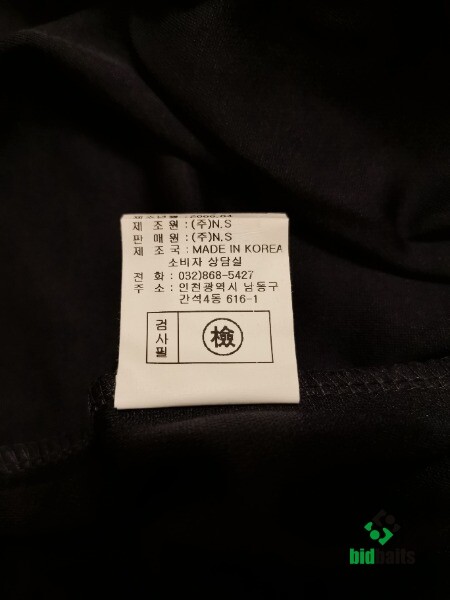 제 조 원 : (주)N.S
판 매 원 : (주)N.S
제 조 국 : MADE IN KOREA
소비자 상담실
전 화 : 032)868-5427
주 소 : 인천광역시 남동구
간석4동 616-1
검사필
檢
bidbaits